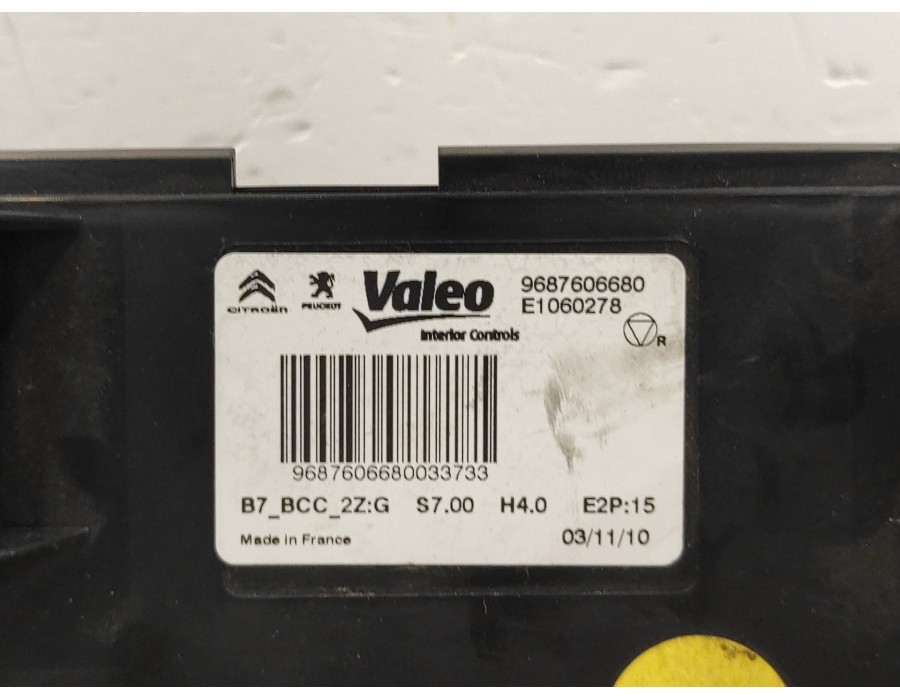 CITROËN PEUGEOT Valeo 9687606680
E1060278
Interior Controls R
9687606680033733
B7_BCC_2Z:G S7.00 H4.0 E2P:15
Made in France 03/11/10